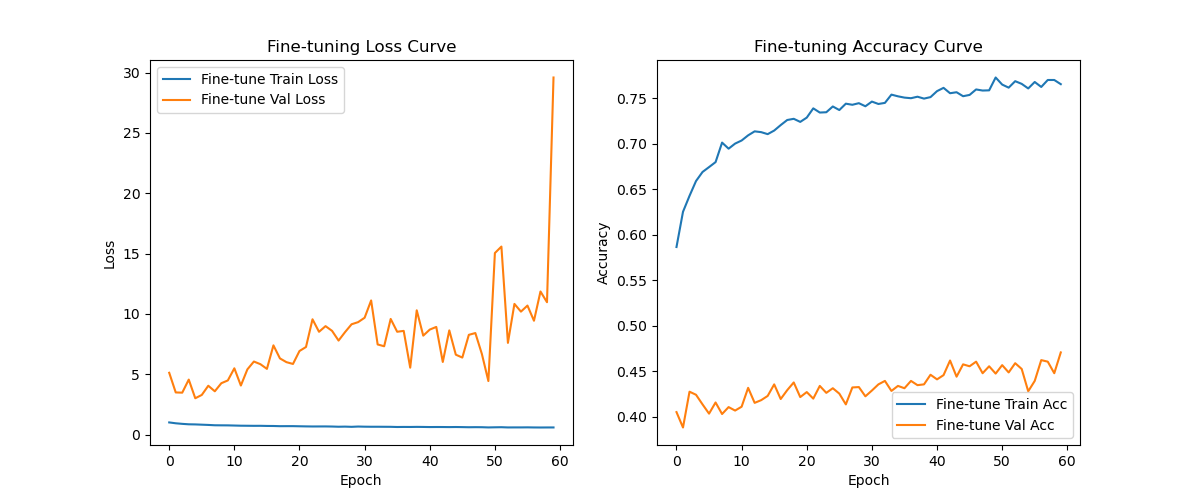 Fine-tuning Loss Curve
Fine-tune Train Loss
Fine-tune Val Loss
30
25
20
15
10
5
0
Loss
0 10 20 30 40 50 60
Epoch
Fine-tuning Accuracy Curve
0.75
0.70
0.65
0.60
0.55
0.50
0.45
0.40
Accuracy
Fine-tune Train Acc
Fine-tune Val Acc
0 10 20 30 40 50 60
Epoch